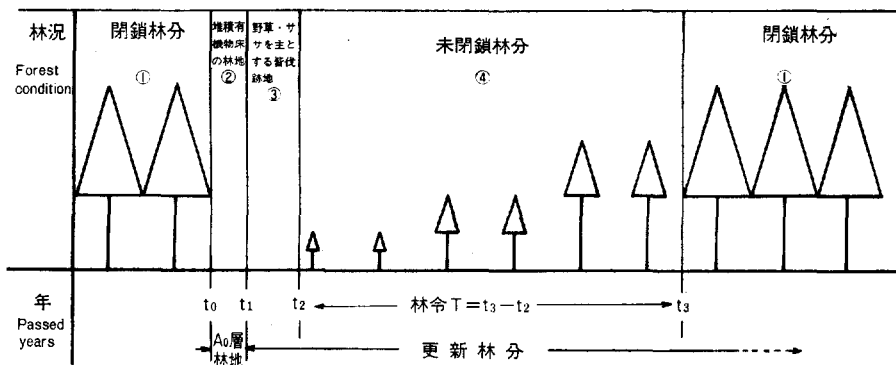 林況
Forest
condition
閉鎖林分
①
堆積有
機物床
の林地
②
野草・サ
サを主と
する皆伐
跡地
③
未閉鎖林分
④
閉鎖林分
①
年
Passed
years
t₀
t₁
t₂
林令T=t₃−t₂
t₃
A₀層
林地
更新林分